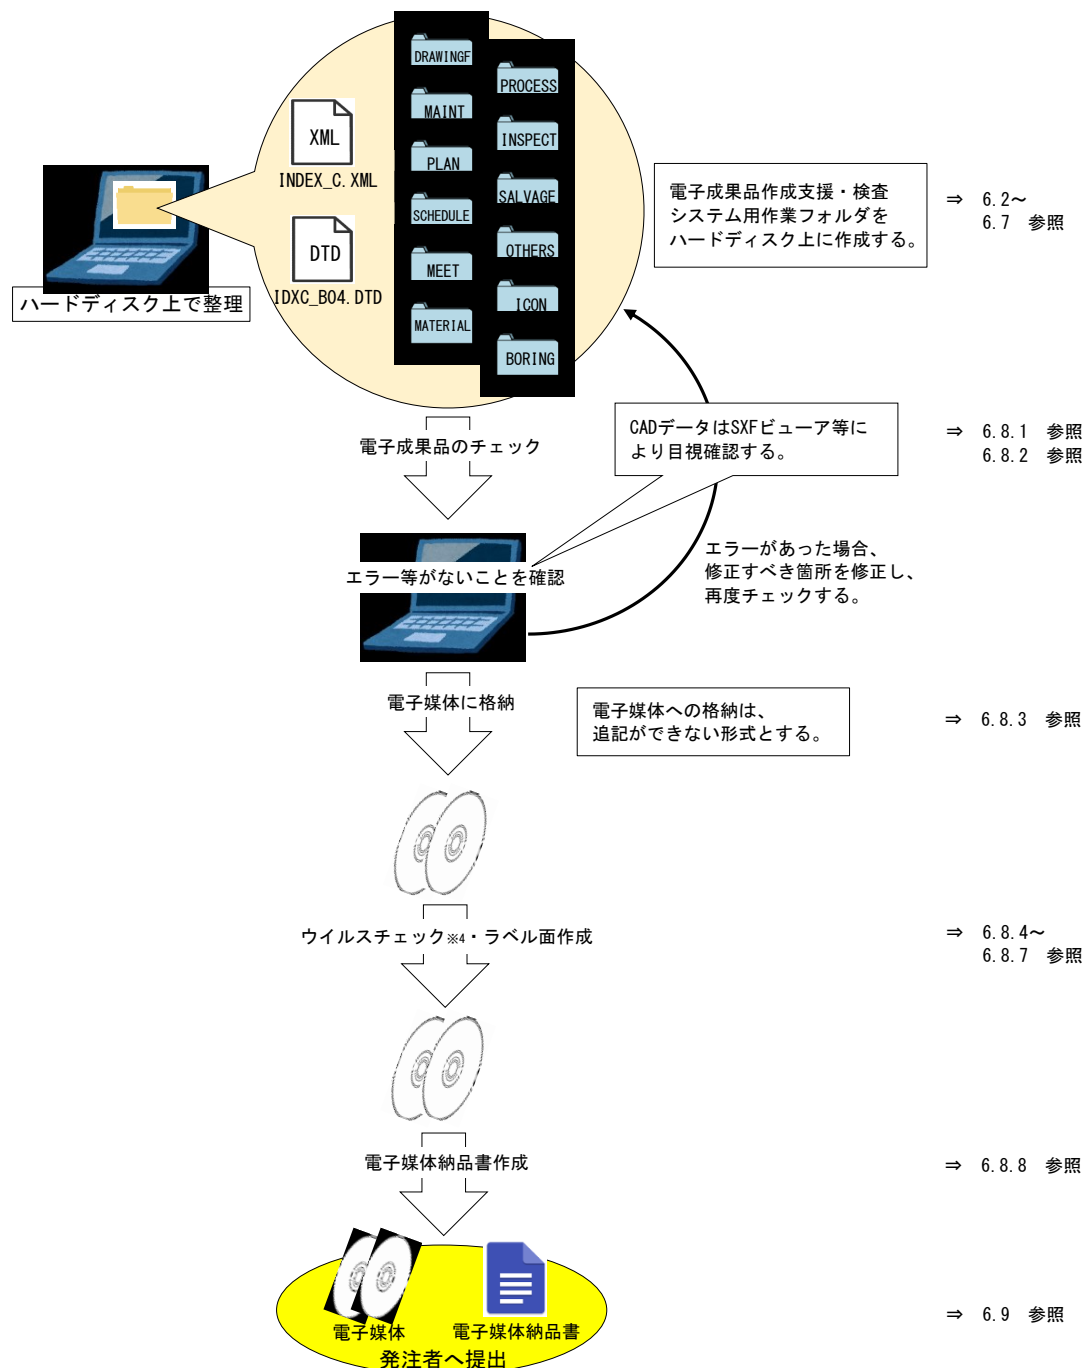 DRAWINGF
PROCESS
MAINT
INSPECT
XML
INDEX_C.XML
PLAN
SALVAGE
SCHEDULE
DTD
IDXC_B04.DTD
OTHERS
MEET
ICON
MATERIAL
BORING
ハードディスク上で整理
電子成果品作成支援・検査
システム用作業フォルダを
ハードディスク上に作成する。
⇒ 6.2～
6.7 参照
電子成果品のチェック
CADデータはSXFビューア等に
より目視確認する。
⇒ 6.8.1 参照
6.8.2 参照
エラー等がないことを確認
エラーがあった場合、
修正すべき箇所を修正し、
再度チェックする。
電子媒体に格納
電子媒体への格納は、
追記ができない形式とする。
⇒ 6.8.3 参照
ウイルスチェック※4・ラベル面作成
⇒ 6.8.4～
6.8.7 参照
電子媒体納品書作成
⇒ 6.8.8 参照
電子媒体
電子媒体納品書
発注者へ提出
⇒ 6.9 参照